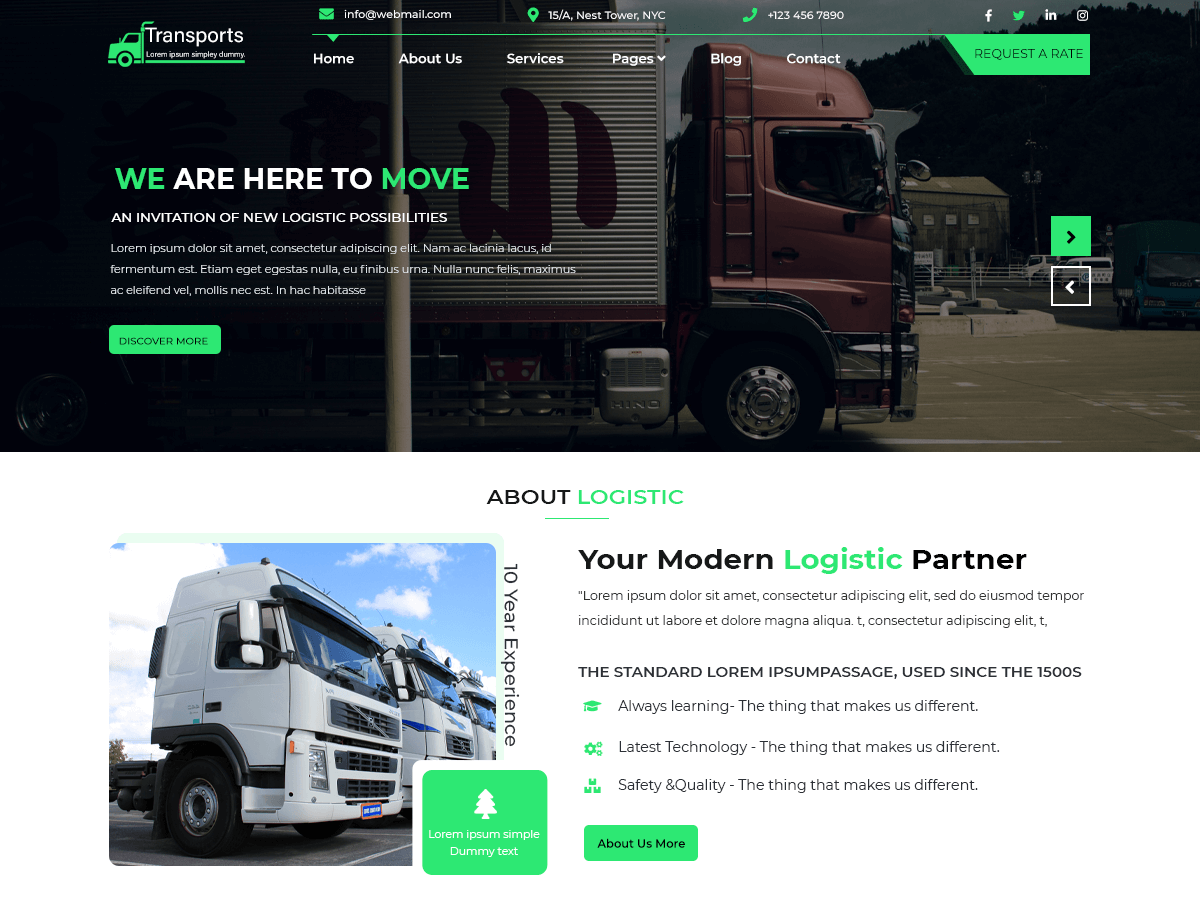 info@webmail.com
15/A, Nest Tower, NYC
+123 456 7890
Transports
Lorem ipsum simpley dummy.
Home
About Us
Services
Pages
Blog
Contact
REQUEST A RATE
WE ARE HERE TO MOVE
AN INVITATION OF NEW LOGISTIC POSSIBILITIES
Lorem ipsum dolor sit amet, consectetur adipiscing elit. Nam ac lacinia lacus, id
fermentum est. Etiam eget egestas nulla, eu finibus urna. Nulla nunc felis, maximus
ac eleifend vel, mollis nec est. In hac habitasse
DISCOVER MORE
HINO
ISUZU
ABOUT LOGISTIC
10 Year Experience
Lorem ipsum simple
Dummy text
Your Modern Logistic Partner
“Lorem ipsum dolor sit amet, consectetur adipiscing elit, sed do eiusmod tempor
incididunt ut labore et dolore magna aliqua. t, consectetur adipiscing elit, t,
THE STANDARD LOREM IPSUMPASSAGE, USED SINCE THE 1500S
Always learning- The thing that makes us different.
Latest Technology - The thing that makes us different.
Safety &Quality - The thing that makes us different.
About Us More